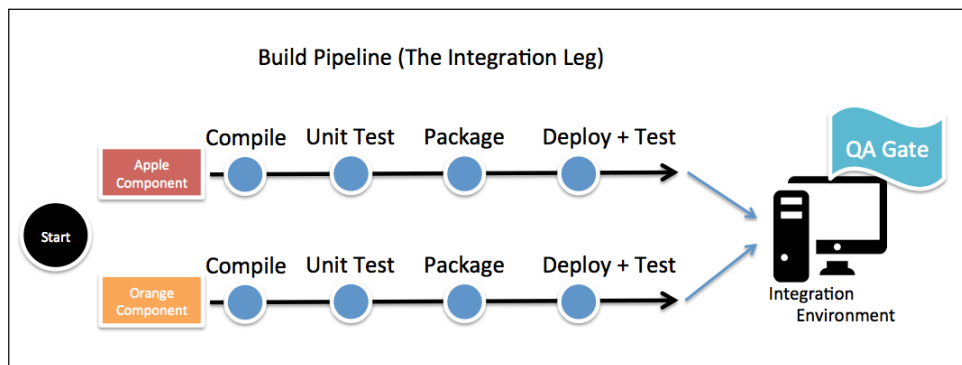 Build Pipeline (The Integration Leg)
Compile Unit Test Package Deploy + Test
Apple
Component
QA Gate
Start
Compile Unit Test Package Deploy + Test
Orange
Component
Integration
Environment